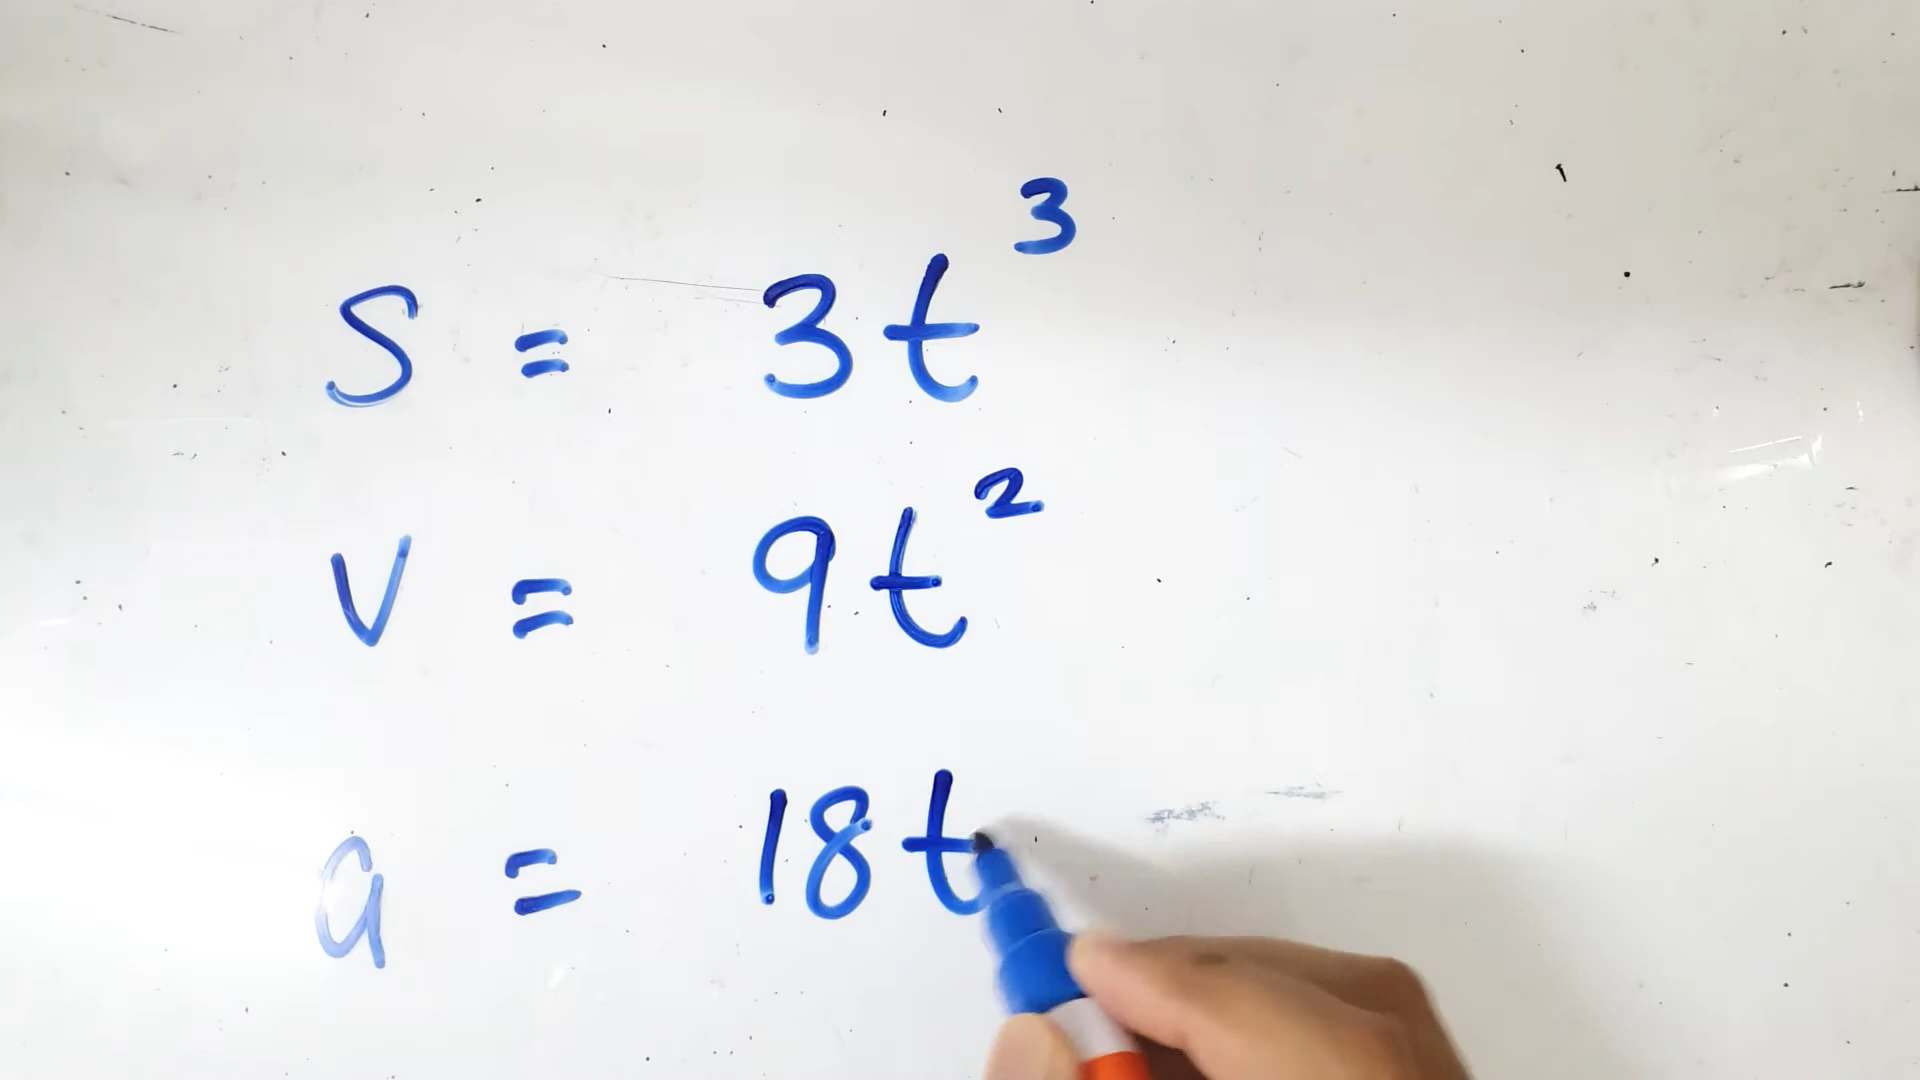 S = 3t³
V = 9t²
a = 18t